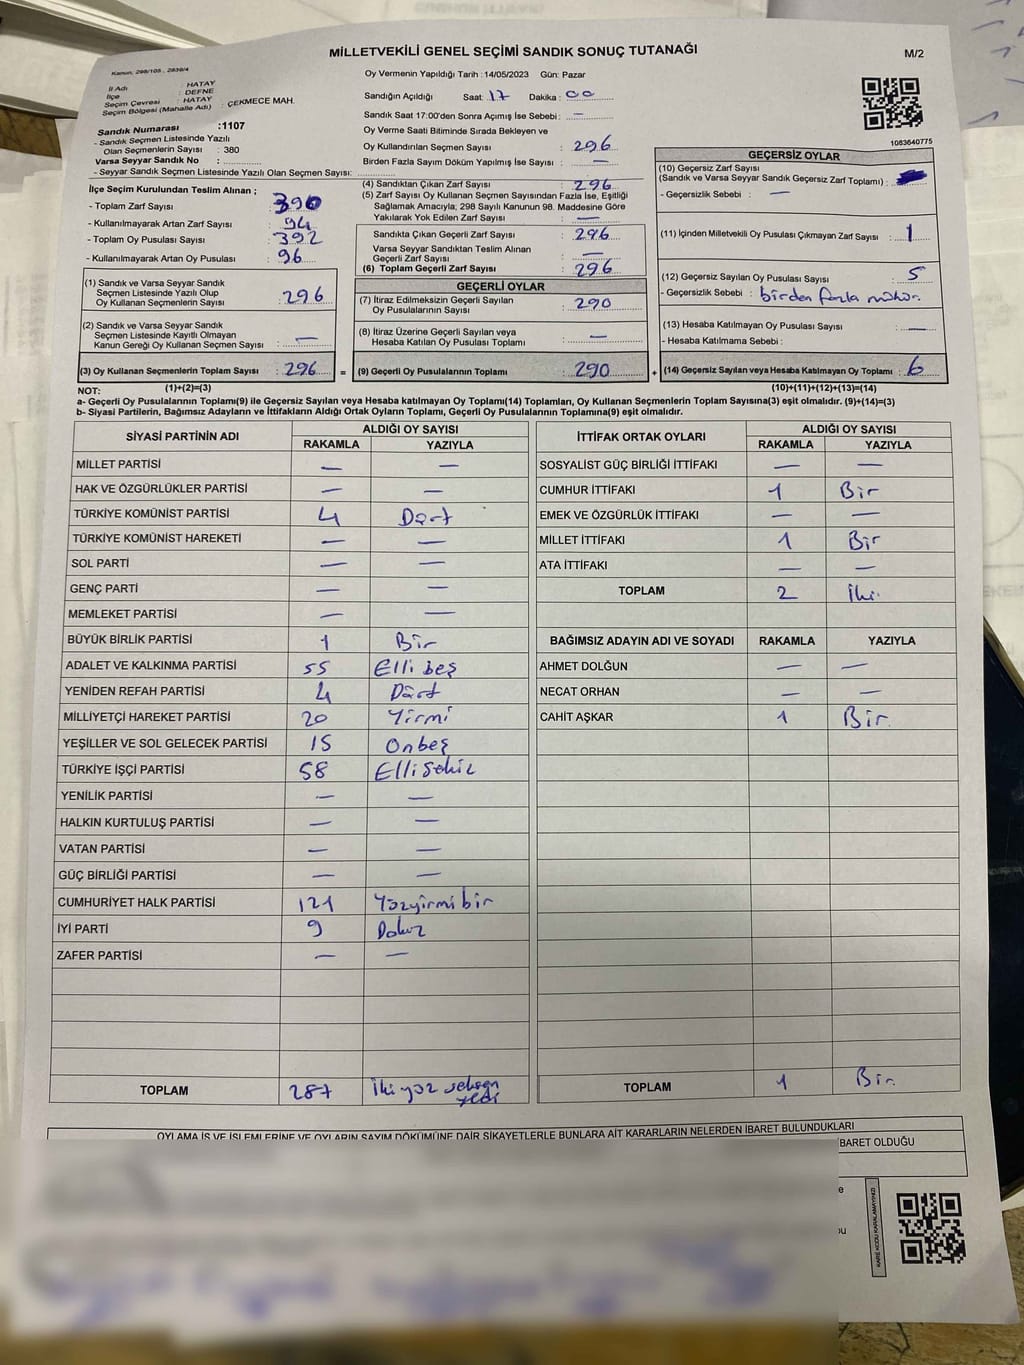 MİLLETVEKİLİ GENEL SEÇİMİ SANDIK SONUÇ TUTANAĞI
M/2
Kanun: 298/105, 2839/4
İl Adı : HATAY
İlçe : DEFNE
Seçim Çevresi : HATAY
Seçim Bölgesi (Mahalle Adı) : ÇEKMECE MAH.
Sandık Numarası :1107
- Sandık Seçmen Listesinde Yazılı
Olan Seçmenlerin Sayısı : 380
Varsa Seyyar Sandık No :
- Seyyar Sandık Seçmen Listesinde Yazılı Olan Seçmen Sayısı:
İlçe Seçim Kurulundan Teslim Alınan ;
- Toplam Zarf Sayısı : 390
- Kullanılmayarak Artan Zarf Sayısı : 94
- Toplam Oy Pusulası Sayısı : 392
- Kullanılmayarak Artan Oy Pusulası : 96
(1) Sandık ve Varsa Seyyar Sandık
Seçmen Listesinde Yazılı Olup
Oy Kullanan Seçmenlerin Sayısı : 296
(2) Sandık ve Varsa Seyyar Sandık
Seçmen Listesinde Kayıtlı Olmayan
Kanun Gereği Oy Kullanan Seçmen Sayısı : —
(3) Oy Kullanan Seçmenlerin Toplam Sayısı : 296 =
Oy Vermenin Yapıldığı Tarih : 14/05/2023 Gün: Pazar
Sandığın Açıldığı Saat: 17 Dakika : 00
Sandık Saat 17:00'den Sonra Açımış İse Sebebi : —
Oy Verme Saati Bitiminde Sırada Bekleyen ve
Oy Kullandırılan Seçmen Sayısı : 296
Birden Fazla Sayım Döküm Yapılmış İse Sayısı : —
(4) Sandıktan Çıkan Zarf Sayısı : 296
(5) Zarf Sayısı Oy Kullanan Seçmen Sayısından Fazla İse, Eşitliği
Sağlamak Amacıyla; 298 Sayılı Kanunun 98. Maddesine Göre
Yakılarak Yok Edilen Zarf Sayısı : —
Sandıkta Çıkan Geçerli Zarf Sayısı : 296
Varsa Seyyar Sandıktan Teslim Alınan
Geçerli Zarf Sayısı : —
(6) Toplam Geçerli Zarf Sayısı : 296
GEÇERLİ OYLAR
(7) İtiraz Edilmeksizin Geçerli Sayılan
Oy Pusulalarının Sayısı : 290
(8) İtiraz Üzerine Geçerli Sayılan veya
Hesaba Katılan Oy Pusulası Toplamı : —
(9) Geçerli Oy Pusulalarının Toplamı : 290 +
1083640775
GEÇERSİZ OYLAR
(10) Geçersiz Zarf Sayısı
(Sandık ve Varsa Seyyar Sandık Geçersiz Zarf Toplamı) :
- Geçersizlik Sebebi : —
(11) İçinden Milletvekili Oy Pusulası Çıkmayan Zarf Sayısı : 1
(12) Geçersiz Sayılan Oy Pusulası Sayısı : 5
- Geçersizlik Sebebi : birden fazla mühür.
(13) Hesaba Katılmayan Oy Pusulası Sayısı : —
- Hesaba Katılmama Sebebi :
(14) Geçersiz Sayılan veya Hesaba Katılmayan Oy Toplamı : 6
NOT: (1)+(2)=(3) (10)+(11)+(12)+(13)=(14)
a- Geçerli Oy Pusulasının Toplamı(9) ile Geçersiz Sayılan veya Hesaba katılmayan Oy Toplamı(14) Toplamları, Oy Kullanan Seçmenlerin Toplam Sayısına(3) eşit olmalıdır. (9)+(14)=(3)
b- Siyasi Partilerin, Bağımsız Adayların ve İttifakların Aldığı Ortak Oyların Toplamı, Geçerli Oy Pusulalarının Toplamına(9) eşit olmalıdır.
SİYASİ PARTİNİN ADI ALDIĞI OY SAYISI
RAKAMLA YAZIYLA
MİLLET PARTİSİ — —
HAK VE ÖZGÜRLÜKLER PARTİSİ — —
TÜRKİYE KOMÜNİST PARTİSİ 4 Dört
TÜRKİYE KOMÜNİST HAREKETİ — —
SOL PARTİ — —
GENÇ PARTİ — —
MEMLEKET PARTİSİ — —
BÜYÜK BİRLİK PARTİSİ 1 Bir
ADALET VE KALKINMA PARTİSİ 55 Elli beş
YENİDEN REFAH PARTİSİ 4 Dört
MİLLİYETÇİ HAREKET PARTİSİ 20 Yirmi
YEŞİLLER VE SOL GELECEK PARTİSİ 15 Onbeş
TÜRKİYE İŞÇİ PARTİSİ 58 Elli sekiz
YENİLİK PARTİSİ — —
HALKIN KURTULUŞ PARTİSİ — —
VATAN PARTİSİ — —
GÜÇ BİRLİĞİ PARTİSİ — —
CUMHURİYET HALK PARTİSİ 121 Yüzyirmi bir
İYİ PARTİ 9 Dokuz
ZAFER PARTİSİ — —
TOPLAM 287 İki yüz seksen
yedi
İTTİFAK ORTAK OYLARI ALDIĞI OY SAYISI
RAKAMLA YAZIYLA
SOSYALİST GÜÇ BİRLİĞİ İTTİFAKI — —
CUMHUR İTTİFAKI 1 Bir
EMEK VE ÖZGÜRLÜK İTTİFAKI — —
MİLLET İTTİFAKI 1 Bir
ATA İTTİFAKI — —
TOPLAM 2 İki.
BAĞIMSIZ ADAYIN ADI VE SOYADI RAKAMLA YAZIYLA
AHMET DOLĞUN — —
NECAT ORHAN — —
CAHİT AŞKAR 1 Bir.
TOPLAM 1 Bir.
OYLAMA İŞ VE İŞLEMLERİNE VE OYLARIN SAYIM DÖKÜMÜNE DAİR ŞİKAYETLERLE BUNLARA AİT KARARLARIN NELERDEN İBARET BULUNDUKLARI
BARET OLDUĞU
KARE KODU KARALAMAYINIZ!